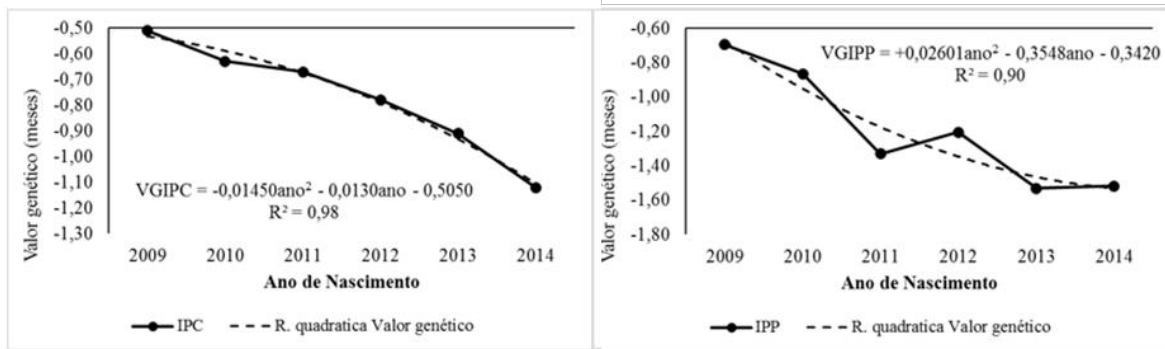 -0,50
-0,60
-0,70
-0,80
-0,90
-1,00
-1,10
-1,20
-1,30
Valor genético (meses)
VGIPC = -0,01450ano² - 0,0130ano - 0,5050
R² = 0,98
2009 2010 2011 2012 2013 2014
Ano de Nascimento
IPC R. quadratica Valor genético
-0,60
-0,80
-1,00
-1,20
-1,40
-1,60
-1,80
Valor genético (meses)
VGIPP = +0,02601ano² - 0,3548ano - 0,3420
R² = 0,90
2009 2010 2011 2012 2013 2014
Ano de Nascimento
IPP R. quadratica Valor genético